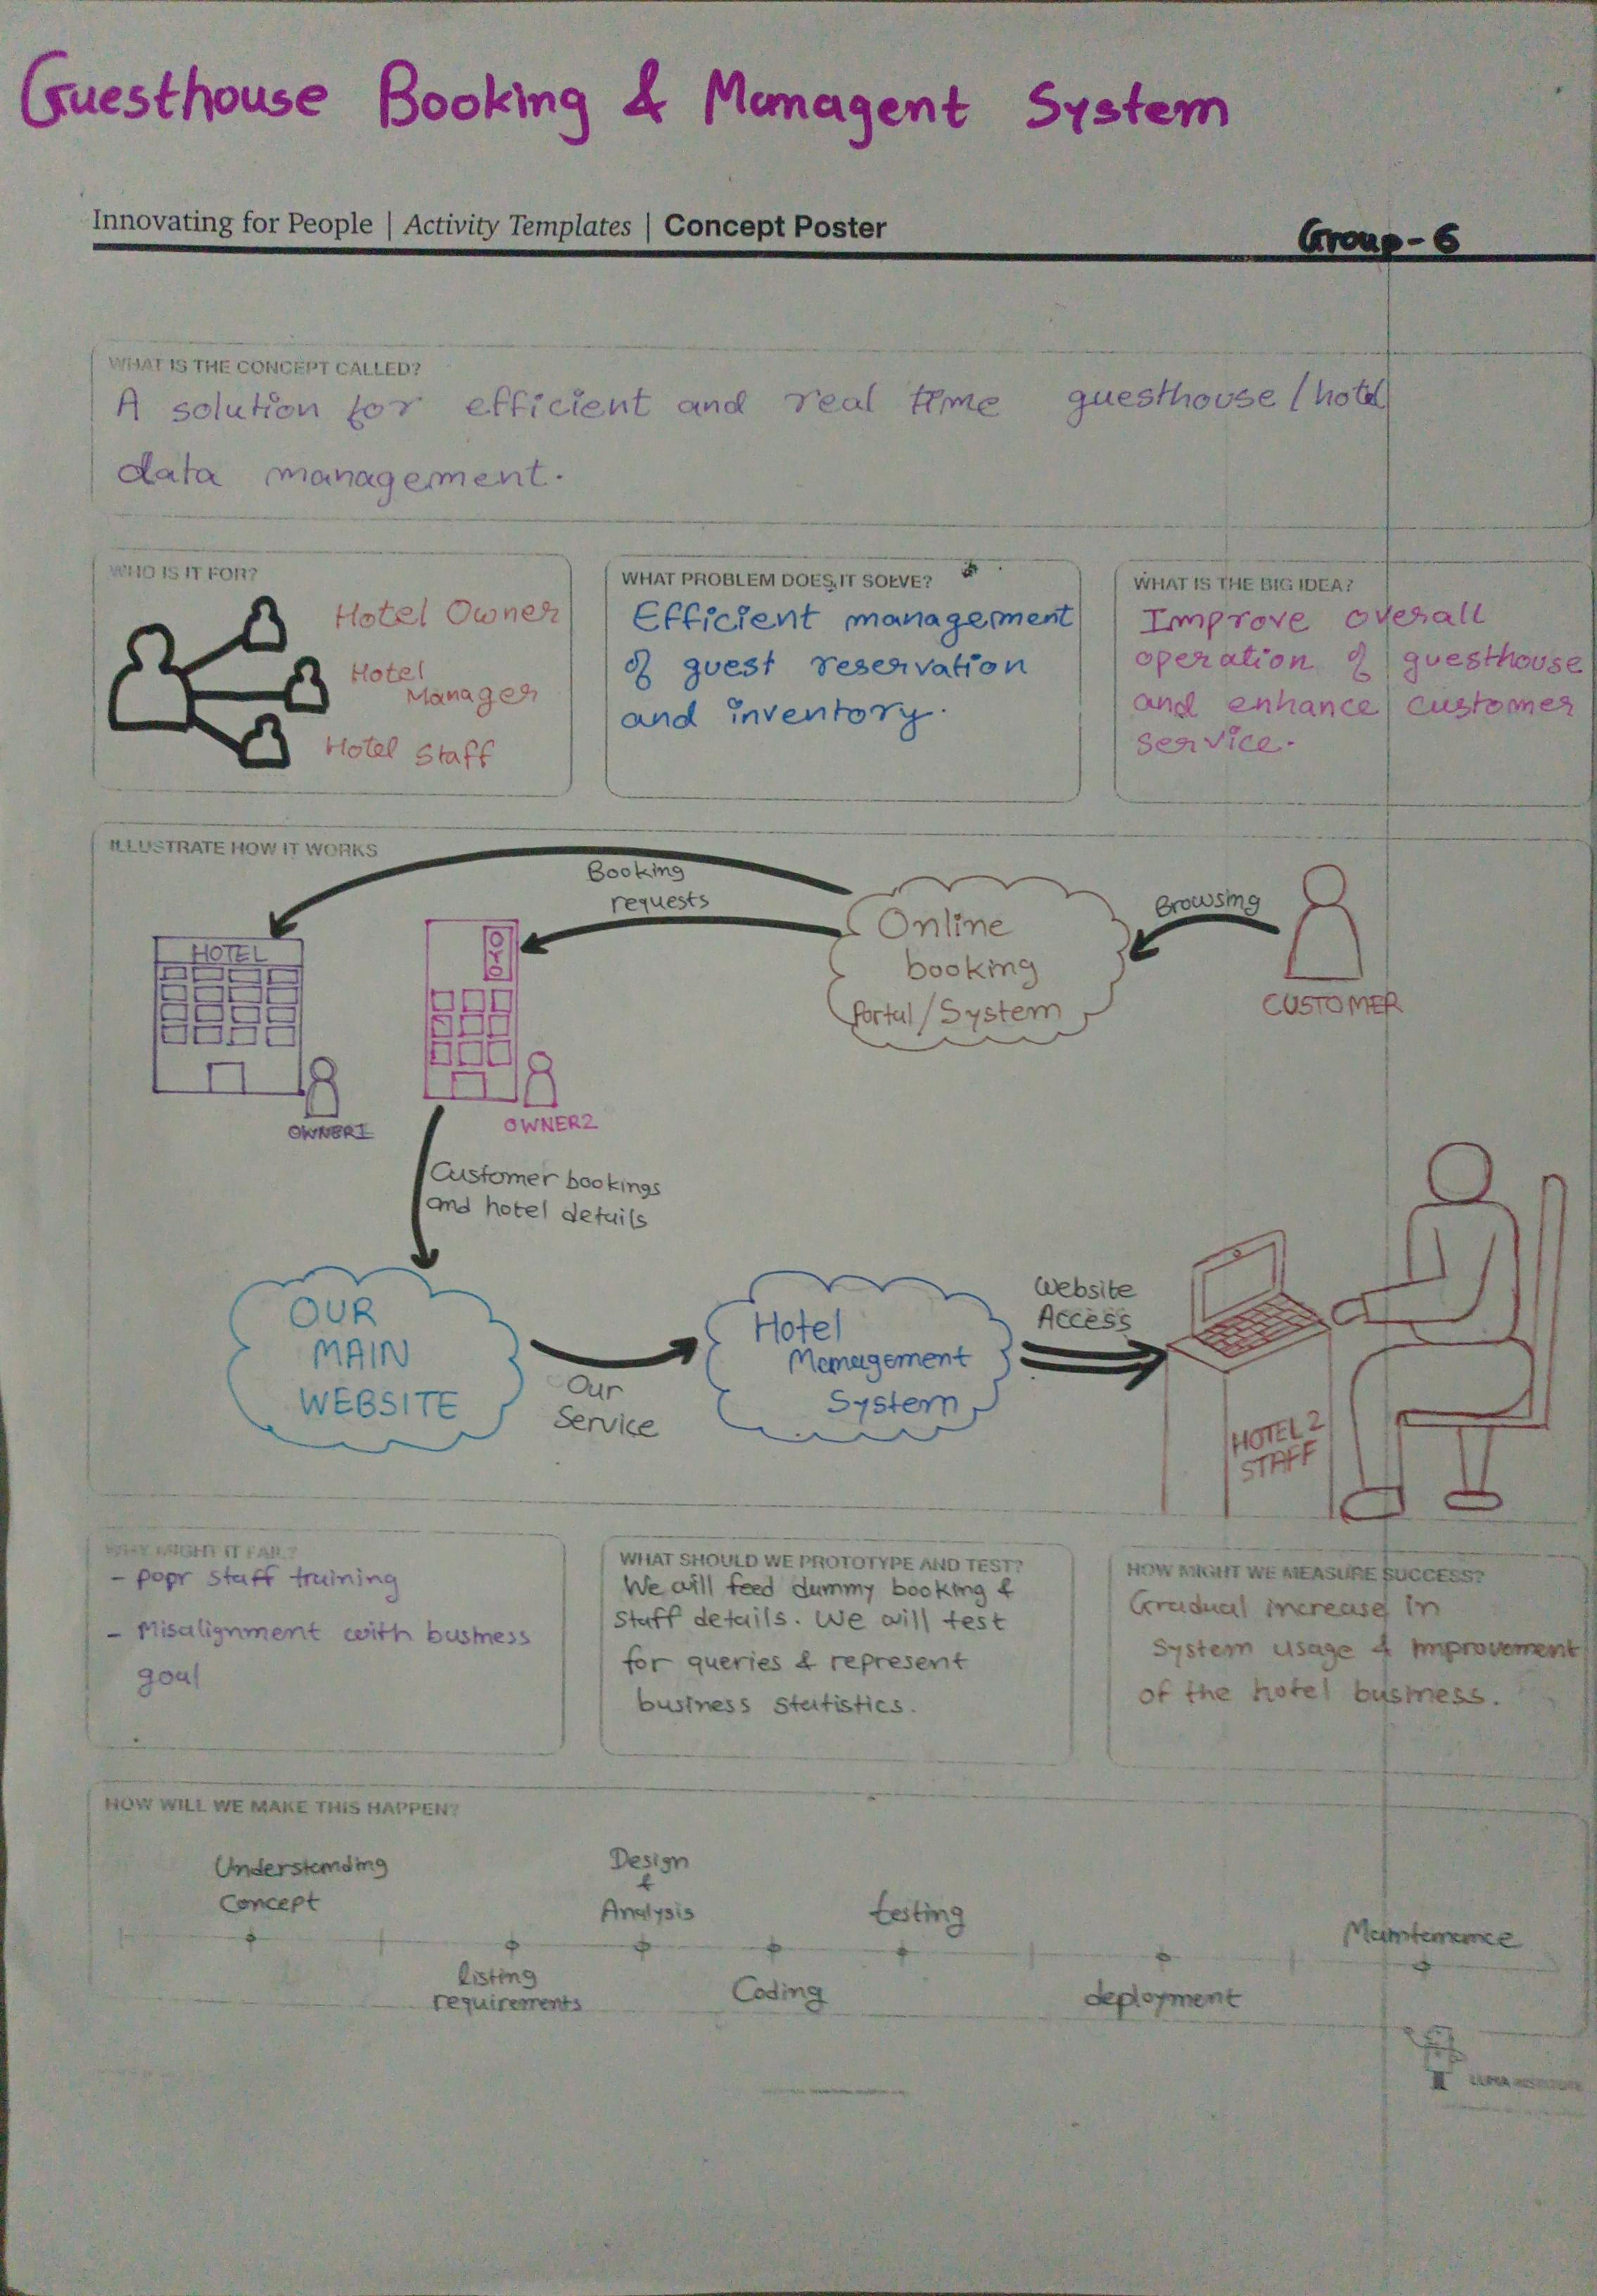 Guesthouse Booking & Managent System
Innovating for People | Activity Templates | Concept Poster
Group-6
WHAT IS THE CONCEPT CALLED?
A solution for efficient and real time guesthouse/hotel
data management.
WHO IS IT FOR?
Hotel Owner
Hotel
Manager
Hotel Staff
WHAT PROBLEM DOES IT SOLVE?
Efficient management
of guest reservation
and inventory.
WHAT IS THE BIG IDEA?
Improve overall
operation of guesthouse
and enhance customer
service.
ILLUSTRATE HOW IT WORKS
Booking
requests
Online
booking
Portal/System
Browsing
CUSTOMER
HOTEL
OYO
OWNER1
OWNER2
Customer bookings
and hotel details
OUR
MAIN
WEBSITE
Our
Service
Hotel
Management
System
Website
Access
HOTEL 2
STAFF
WHY MIGHT IT FAIL?
- poor staff training
- Misalignment with business
goal
WHAT SHOULD WE PROTOTYPE AND TEST?
We will feed dummy booking &
staff details. We will test
for queries & represent
business statistics.
HOW MIGHT WE MEASURE SUCCESS?
Gradual increase in
system usage & improvement
of the hotel business.
HOW WILL WE MAKE THIS HAPPEN?
Understanding
Concept
listing
requirements
Design
&
Analysis
Coding
testing
deployment
Maintenance
LUMA INSTITUTE